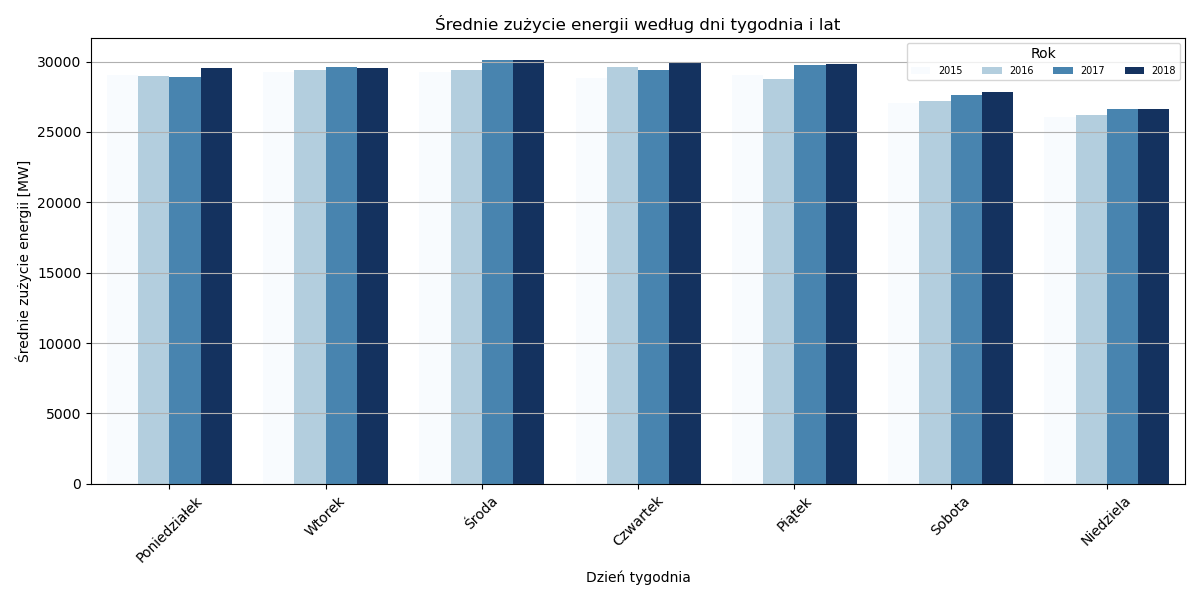 Średnie zużycie energii według dni tygodnia i lat
Średnie zużycie energii [MW]
30000
25000
20000
15000
10000
5000
0
Rok
2015 2016 2017 2018
Poniedziałek Wtorek Środa Czwartek Piątek Sobota Niedziela
Dzień tygodnia